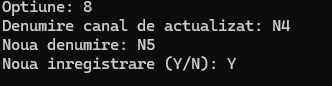 Optiune: 8
Denumire canal de actualizat: N4
Noua denumire: N5
Noua inregistrare (Y/N): Y